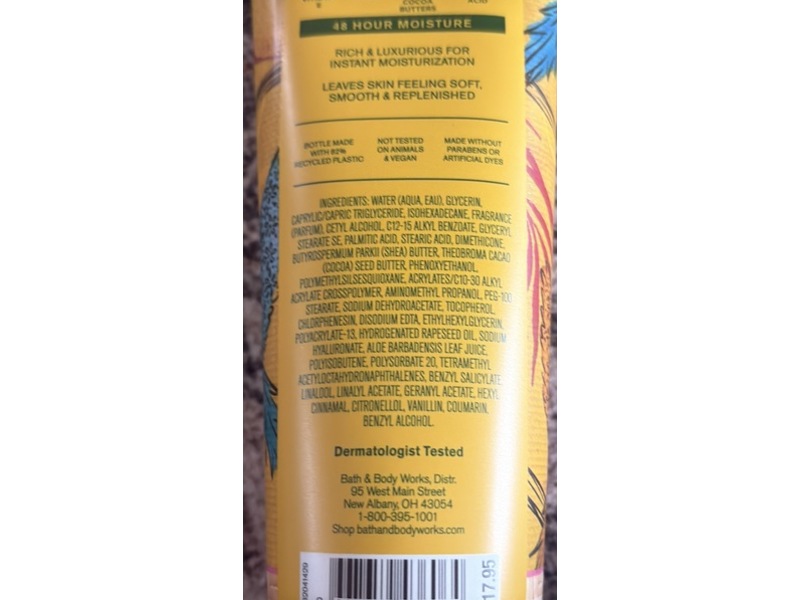 COCOA
BUTTERS
ACID
48 HOUR MOISTURE
RICH & LUXURIOUS FOR
INSTANT MOISTURIZATION
LEAVES SKIN FEELING SOFT,
SMOOTH & REPLENISHED
BOTTLE MADE
WITH 82%
RECYCLED PLASTIC
NOT TESTED
ON ANIMALS
& VEGAN
MADE WITHOUT
PARABENS OR
ARTIFICIAL DYES
INGREDIENTS: WATER (AQUA, EAU), GLYCERIN,
CAPRYLIC/CAPRIC TRIGLYCERIDE, ISOHEXADECANE, FRAGRANCE
(PARFUM), CETYL ALCOHOL, C12-15 ALKYL BENZOATE, GLYCERYL
STEARATE SE, PALMITIC ACID, STEARIC ACID, DIMETHICONE,
BUTYROSPERMUM PARKII (SHEA) BUTTER, THEOBROMA CACAO
(COCOA) SEED BUTTER, PHENOXYETHANOL,
POLYMETHYLSILSESQUIOXANE, ACRYLATES/C10-30 ALKYL
ACRYLATE CROSSPOLYMER, AMINOMETHYL PROPANOL, PEG-100
STEARATE, SODIUM DEHYDROACETATE, TOCOPHEROL,
CHLORPHENESIN, DISODIUM EDTA, ETHYLHEXYLGLYCERIN,
POLYACRYLATE-13, HYDROGENATED RAPESEED OIL, SODIUM
HYALURONATE, ALOE BARBADENSIS LEAF JUICE,
POLYISOBUTENE, POLYSORBATE 20, TETRAMETHYL
ACETYLOCTAHYDRONAPHTHALENES, BENZYL SALICYLATE,
LINALOOL, LINALYL ACETATE, GERANYL ACETATE, HEXYL
CINNAMAL, CITRONELLOL, VANILLIN, COUMARIN,
BENZYL ALCOHOL.
Dermatologist Tested
Bath & Body Works, Distr.
95 West Main Street
New Albany, OH 43054
1-800-395-1001
Shop bathandbodyworks.com
17.95